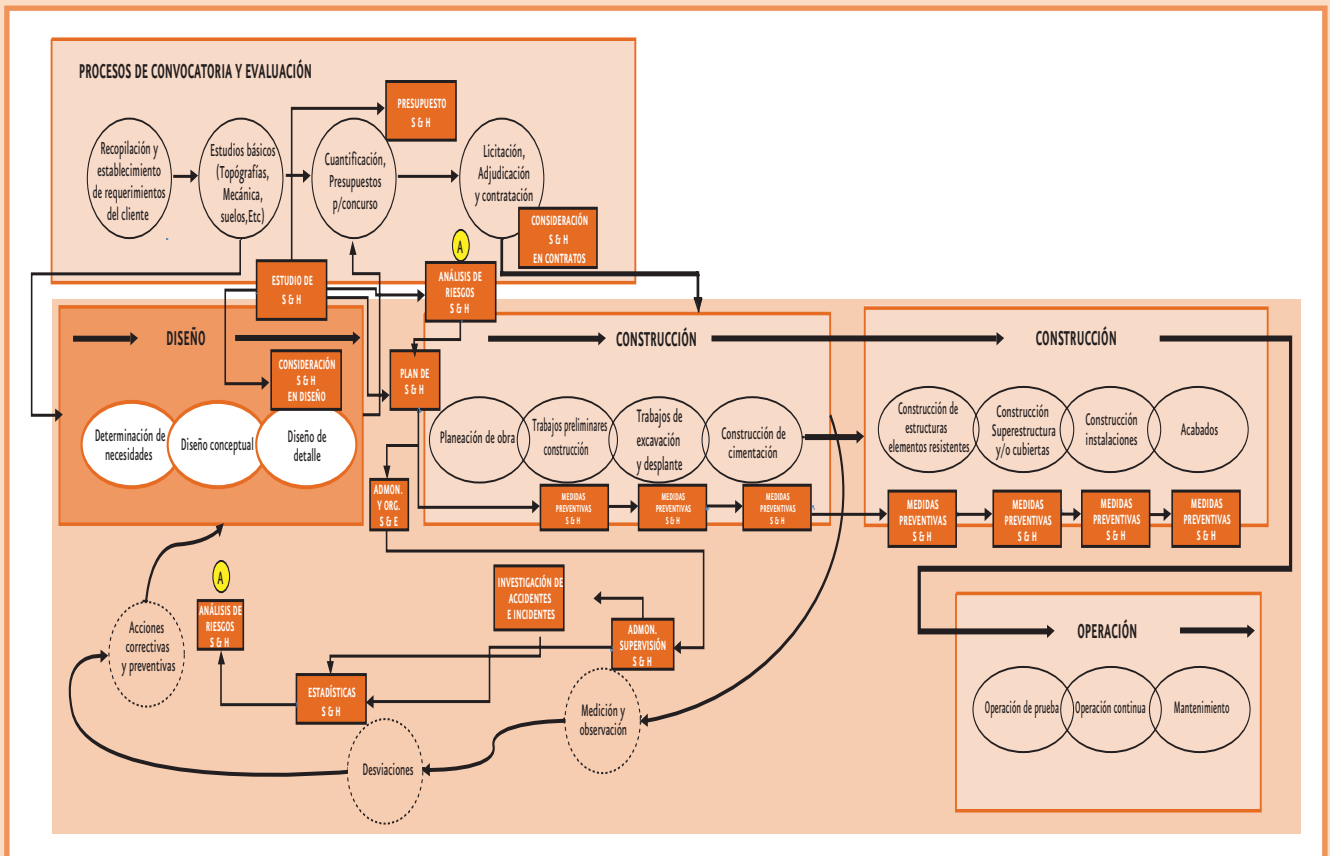 PROCESOS DE CONVOCATORIA Y EVALUACIÓN
PRESUPUESTO
S & H
Recopilación y
establecimiento
de requerimientos
del cliente
Estudios básicos
(Topógrafías,
Mecánica,
suelos,Etc)
Cuantificación,
Presupuestos
p/concurso
Licitación,
Adjudicación
y contratación
CONSIDERACIÓN
S & H
EN CONTRATOS
A
ESTUDIO DE
S & H
ANÁLISIS DE
RIESGOS
S & H
DISEÑO
CONSIDERACIÓN
S & H
EN DISEÑO
PLAN DE
S & H
Determinación de
necesidades
Diseño conceptual
Diseño de
detalle
ADMON.
Y ORG.
S & E
CONSTRUCCIÓN
Planeación de obra
Trabajos preliminares
construcción
Trabajos de
excavación
y desplante
Construcción de
cimentación
MEDIDAS
PREVENTIVAS
S & H
MEDIDAS
PREVENTIVAS
S & H
MEDIDAS
PREVENTIVAS
S & H
CONSTRUCCIÓN
Construcción de
estructuras
elementos resistentes
Construcción
Superestructura
y/o cubiertas
Construcción
instalaciones
Acabados
MEDIDAS
PREVENTIVAS
S & H
MEDIDAS
PREVENTIVAS
S & H
MEDIDAS
PREVENTIVAS
S & H
MEDIDAS
PREVENTIVAS
S & H
A
ANÁLISIS DE
RIESGOS
S & H
Acciones
correctivas
y preventivas
INVESTIGACIÓN DE
ACCIDENTES
E INCIDENTES
ADMON.
SUPERVISIÓN
S & H
ESTADÍSTICAS
S & H
Medición y
observación
Desviaciones
OPERACIÓN
Operación de prueba
Operación continua
Mantenimiento